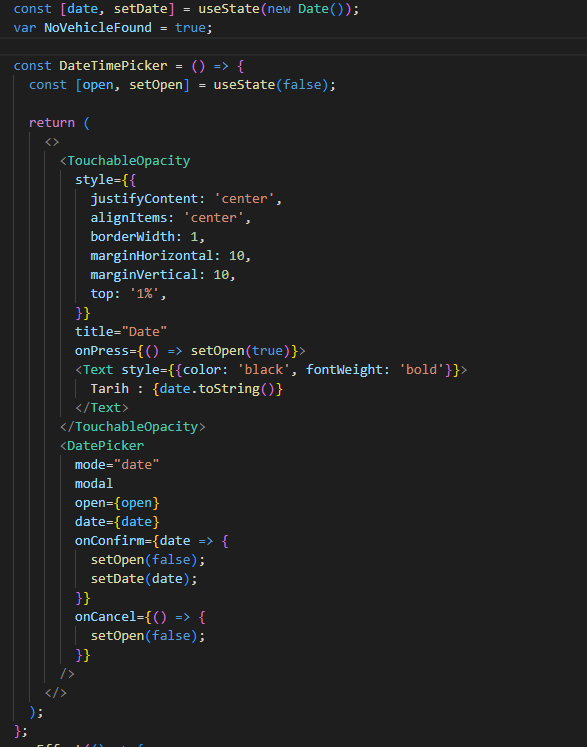 const [date, setDate] = useState(new Date());
var NoVehicleFound = true;
const DateTimePicker = () => {
const [open, setOpen] = useState(false);
return (
<>
<TouchableOpacity
style={{
justifyContent: 'center',
alignItems: 'center',
borderWidth: 1,
marginHorizontal: 10,
marginVertical: 10,
top: '1%',
}}
title="Date"
onPress={() => setOpen(true)}>
<Text style={{color: 'black', fontWeight: 'bold'}}>
Tarih : {date.toString()}
</Text>
</TouchableOpacity>
<DatePicker
mode="date"
modal
open={open}
date={date}
onConfirm={date => {
setOpen(false);
setDate(date);
}}
onCancel={() => {
setOpen(false);
}}
/>
</>
);
};